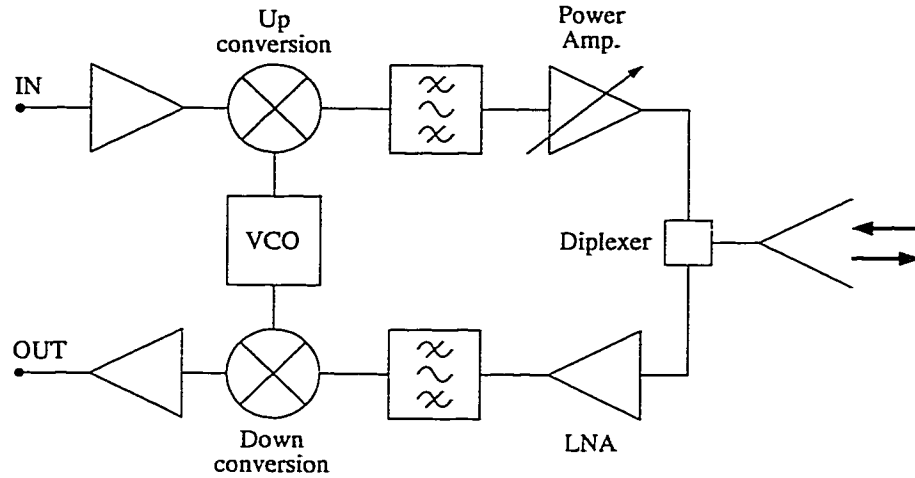 Up
conversion
Power
Amp.
IN
VCO
Diplexer
OUT
Down
conversion
LNA